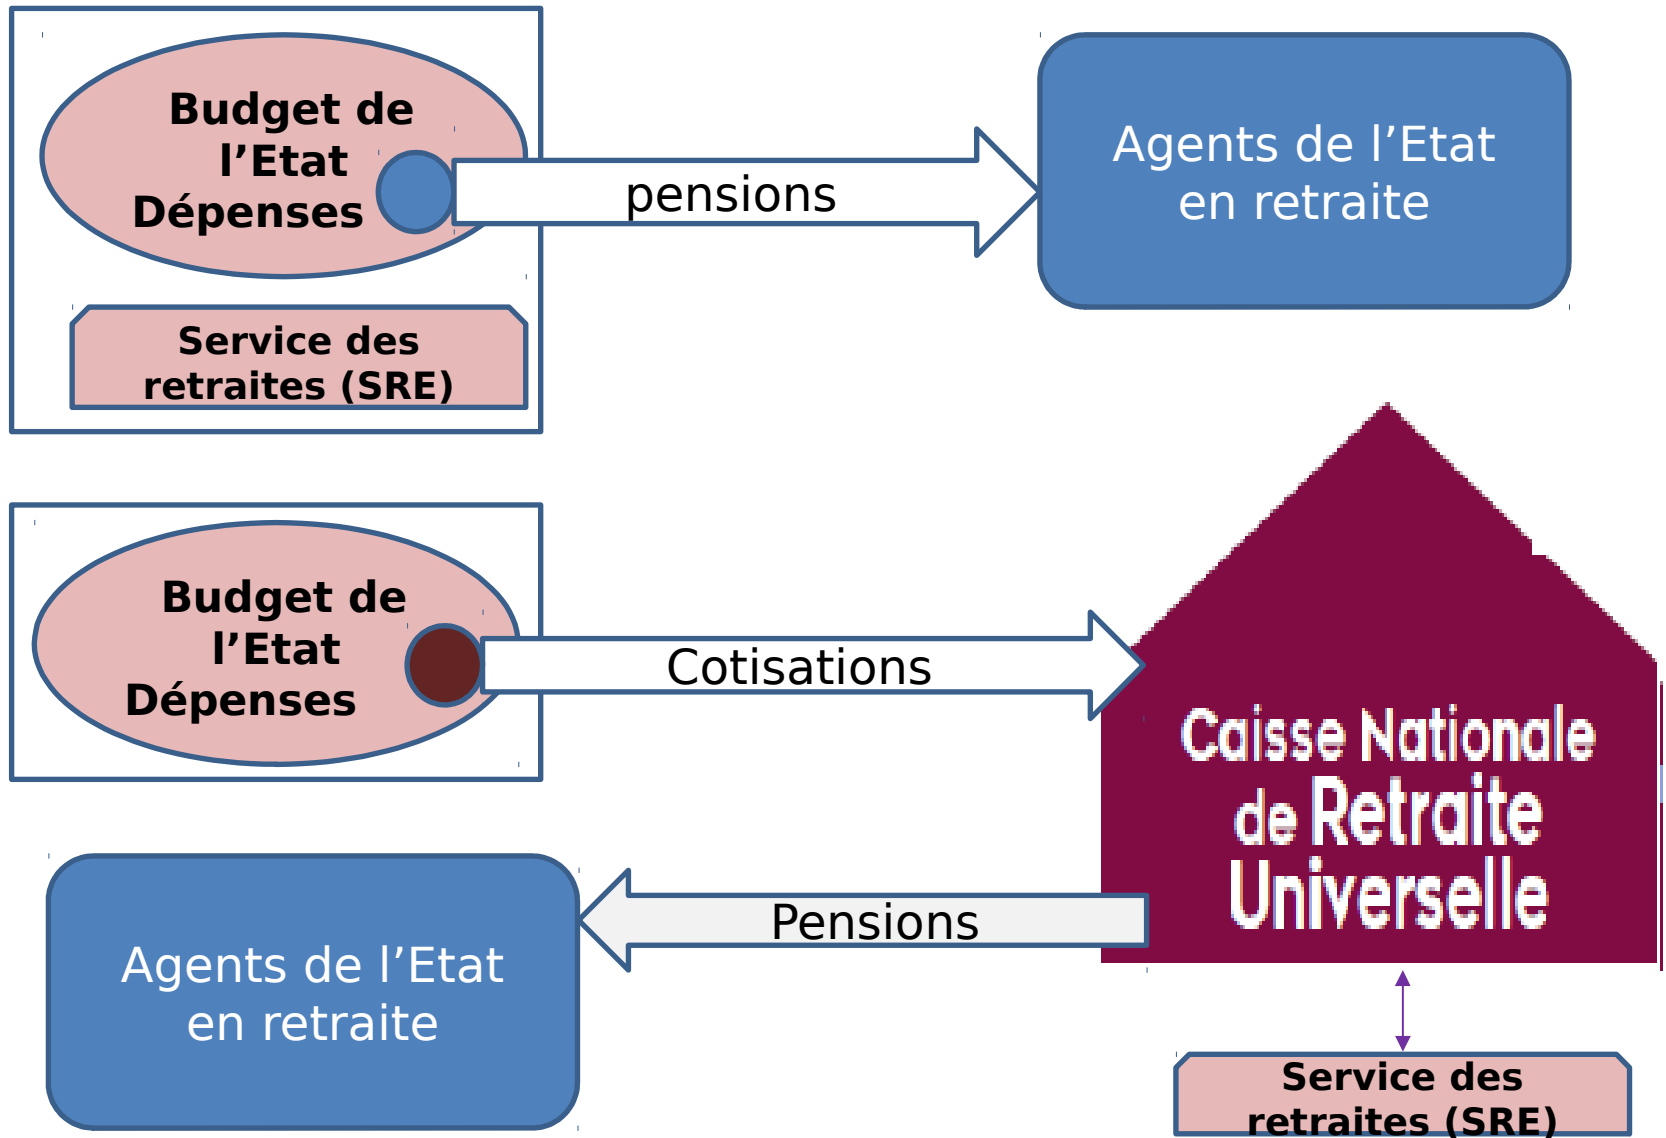 Budget de
l’Etat
Dépenses
pensions
Agents de l’Etat
en retraite
Service des
retraites (SRE)
Budget de
l’Etat
Dépenses
Cotisations
Caisse Nationale
de Retraite
Universelle
Pensions
Agents de l’Etat
en retraite
Service des
retraites (SRE)